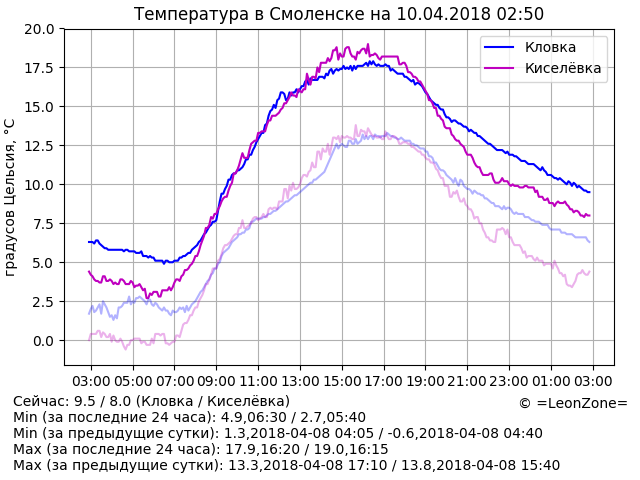 Температура в Смоленске на 10.04.2018 02:50
20.0
17.5
15.0
12.5
10.0
7.5
5.0
2.5
0.0
градусов Цельсия, °C
Кловка
Киселёвка
03:00 05:00 07:00 09:00 11:00 13:00 15:00 17:00 19:00 21:00 23:00 01:00 03:00
Сейчас: 9.5 / 8.0 (Кловка / Киселёвка)
© =LeonZone=
Min (за последние 24 часа): 4.9,06:30 / 2.7,05:40
Min (за предыдущие сутки): 1.3,2018-04-08 04:05 / -0.6,2018-04-08 04:40
Max (за последние 24 часа): 17.9,16:20 / 19.0,16:15
Max (за предыдущие сутки): 13.3,2018-04-08 17:10 / 13.8,2018-04-08 15:40